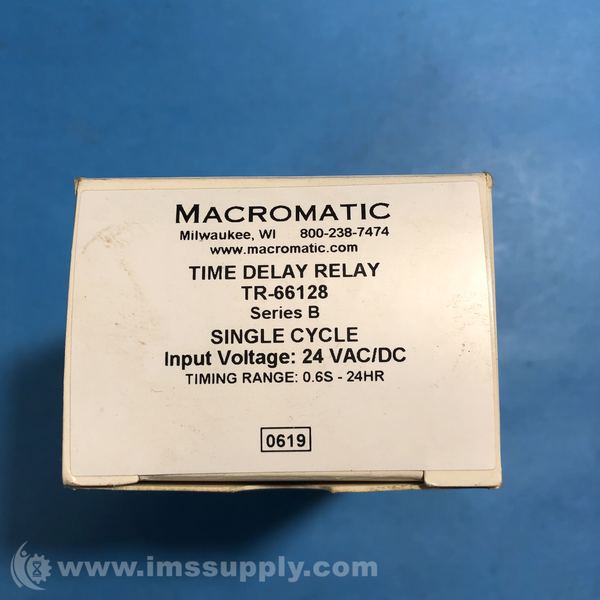 MACROMATIC
Milwaukee, WI 800-238-7474
www.macromatic.com
TIME DELAY RELAY
TR-66128
Series B
SINGLE CYCLE
Input Voltage: 24 VAC/DC
TIMING RANGE: 0.6S - 24HR
0619
www.imssupply.com